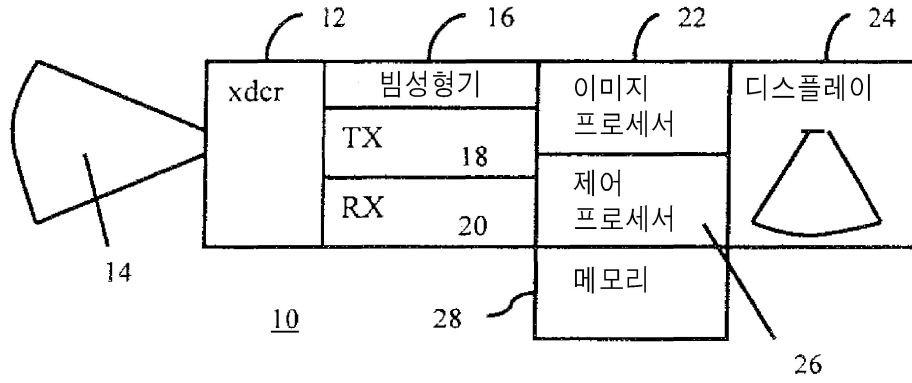 12
16
22
24
xdcr
빔성형기
이미지
프로세서
디스플레이
TX
18
RX
20
제어
프로세서
14
10
28
메모리
26